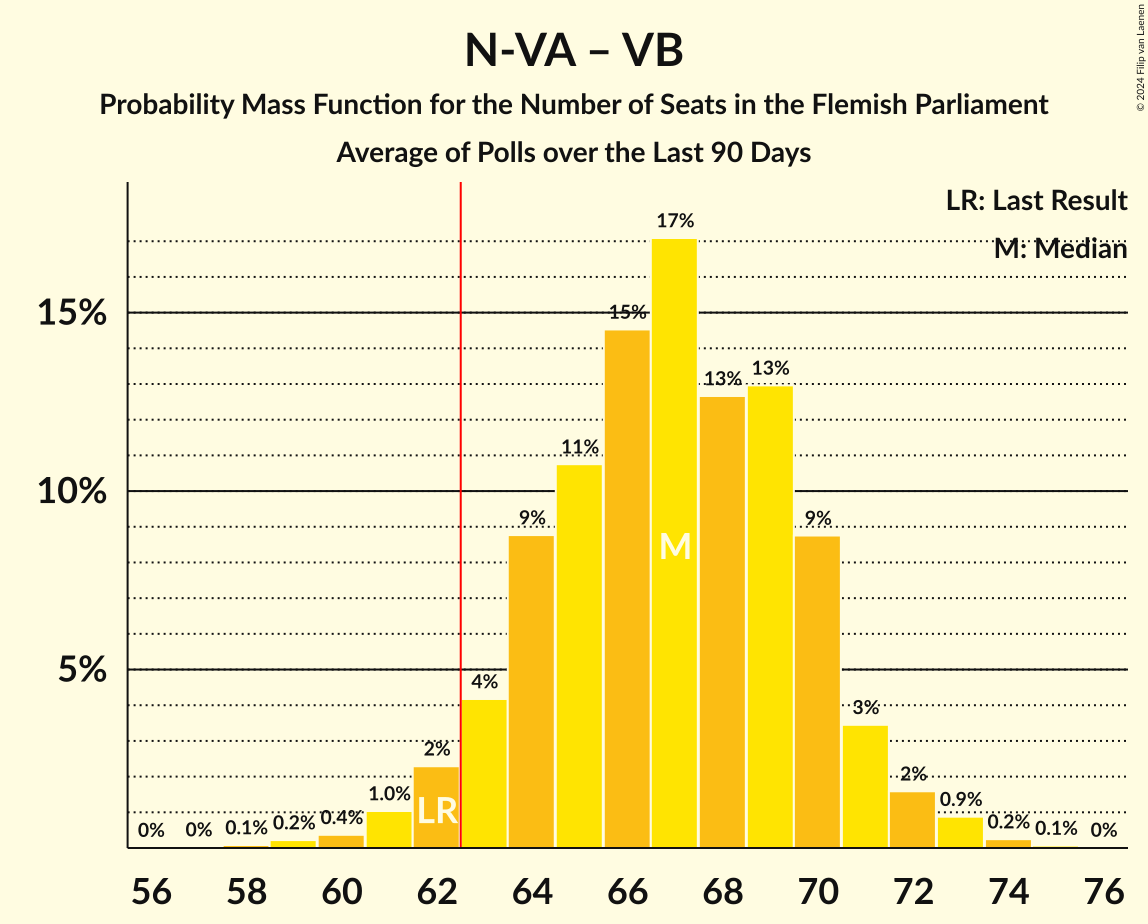 N-VA – VB
Probability Mass Function for the Number of Seats in the Flemish Parliament
Average of Polls over the Last 90 Days
© 2024 Filip van Laenen
LR: Last Result
M: Median
15%
10%
5%
0%
0%
0.1%
0.2%
0.4%
1.0%
2%
4%
9%
11%
15%
17%
13%
13%
9%
3%
2%
0.9%
0.2%
0.1%
0%
LR
M
56 58 60 62 64 66 68 70 72 74 76